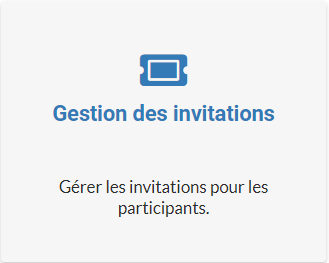 Gestion des invitations
Gérer les invitations pour les
participants.